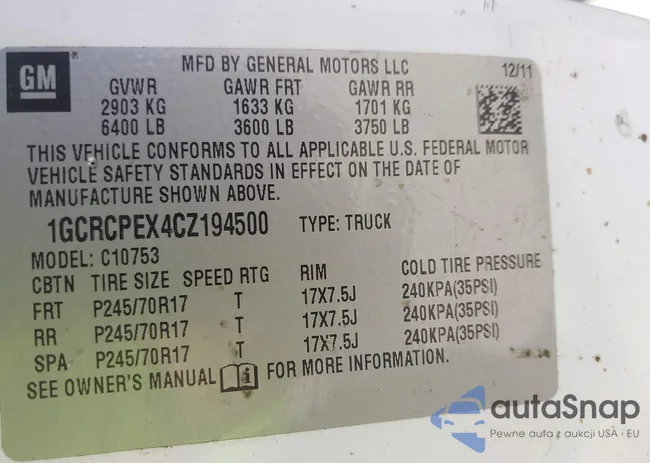 GM
MFD BY GENERAL MOTORS LLC
12/11
GVWR GAWR FRT GAWR RR
2903 KG 1633 KG 1701 KG
6400 LB 3600 LB 3750 LB
THIS VEHICLE CONFORMS TO ALL APPLICABLE U.S. FEDERAL MOTOR
VEHICLE SAFETY STANDARDS IN EFFECT ON THE DATE OF
MANUFACTURE SHOWN ABOVE.
1GCRCPEX4CZ194500 TYPE: TRUCK
MODEL: C10753
CBTN TIRE SIZE SPEED RTG RIM COLD TIRE PRESSURE
FRT P245/70R17 T 17X7.5J 240KPA(35PSI)
RR P245/70R17 T 17X7.5J 240KPA(35PSI)
SPA P245/70R17 T 17X7.5J 240KPA(35PSI)
SEE OWNER'S MANUAL i FOR MORE INFORMATION.
autaSnap
Pewne auta z aukcji USA i EU